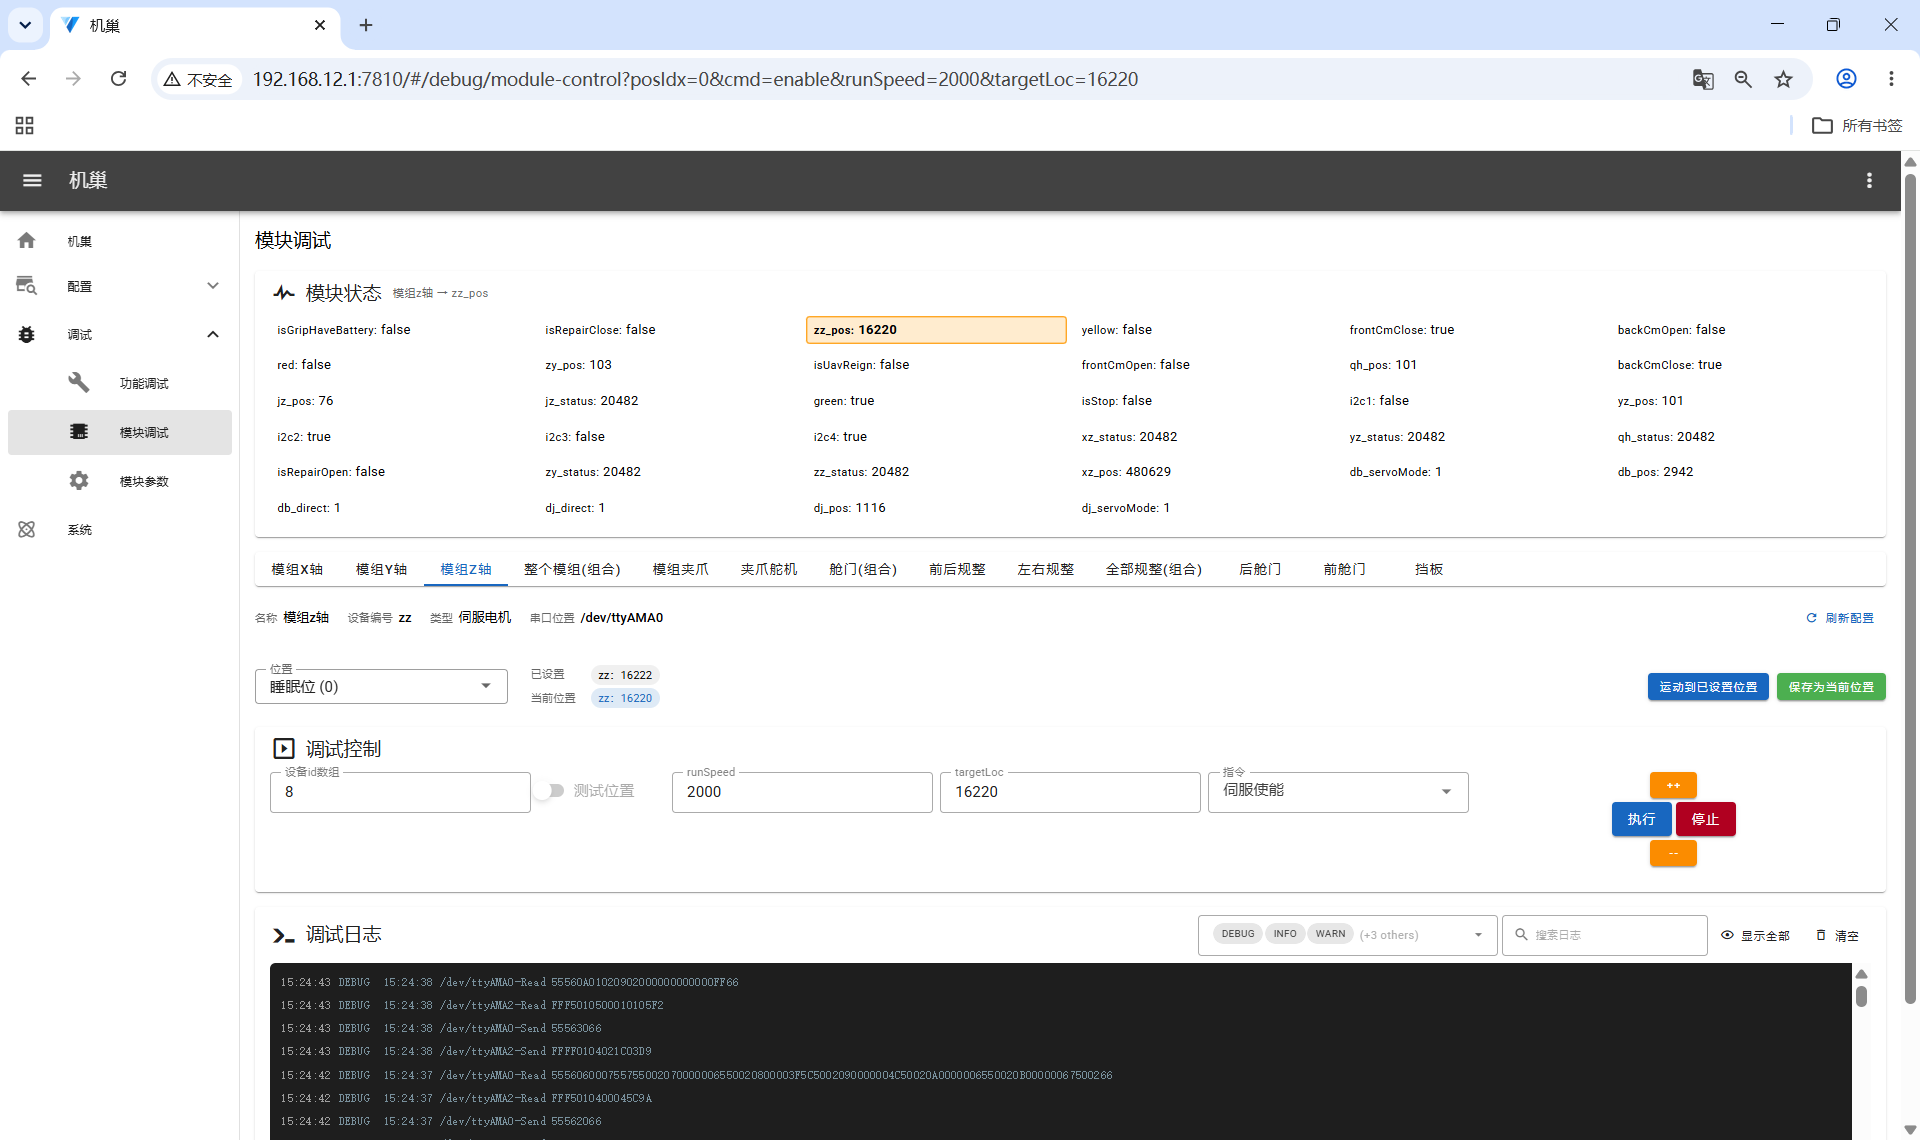 机巢
不安全 192.168.12.1:7810/#/debug/module-control?posIdx=0&cmd=enable&runSpeed=2000&targetLoc=16220
所有书签
机巢
机巢
配置
调试
功能调试
模块调试
模块参数
系统
模块调试
模块状态 模组z轴 → zz_pos
isGripHaveBattery: false isRepairClose: false zz_pos: 16220 yellow: false frontCmClose: true backCmOpen: false
red: false zy_pos: 103 isUavReign: false frontCmOpen: false qh_pos: 101 backCmClose: true
jz_pos: 76 jz_status: 20482 green: true isStop: false i2c1: false yz_pos: 101
i2c2: true i2c3: false i2c4: true xz_status: 20482 yz_status: 20482 qh_status: 20482
isRepairOpen: false zy_status: 20482 zz_status: 20482 xz_pos: 480629 db_servoMode: 1 db_pos: 2942
db_direct: 1 dj_direct: 1 dj_pos: 1116 dj_servoMode: 1
模组X轴 模组Y轴 模组Z轴 整个模组(组合) 模组夹爪 夹爪舵机 舱门(组合) 前后规整 左右规整 全部规整(组合) 后舱门 前舱门 挡板
名称 模组z轴 设备编号 zz 类型 伺服电机 串口位置 /dev/ttyAMA0 刷新配置
位置
睡眠位 (0)
已设置 zz: 16222
当前位置 zz: 16220
运动到已设置位置 保存为当前位置
调试控制
设备id数组 runSpeed targetLoc 指令
8 测试位置 2000 16220 伺服使能
++
执行 停止
--
调试日志 DEBUG INFO WARN (+3 others) 搜索日志 显示全部 清空
15:24:43 DEBUG 15:24:38 /dev/ttyAMA0-Read 55560A01020902000000000000FF66
15:24:43 DEBUG 15:24:38 /dev/ttyAMA2-Read FFF5010500010105F2
15:24:43 DEBUG 15:24:38 /dev/ttyAMA0-Send 55563066
15:24:43 DEBUG 15:24:38 /dev/ttyAMA2-Send FFFF0104021C03D9
15:24:42 DEBUG 15:24:37 /dev/ttyAMA0-Read 5556060007557550020700000065500208000​03F5C5002090000004C50020A0000006550020B00000067500266
15:24:42 DEBUG 15:24:37 /dev/ttyAMA2-Read FFF5010400045C9A
15:24:42 DEBUG 15:24:37 /dev/ttyAMA0-Send 55562066